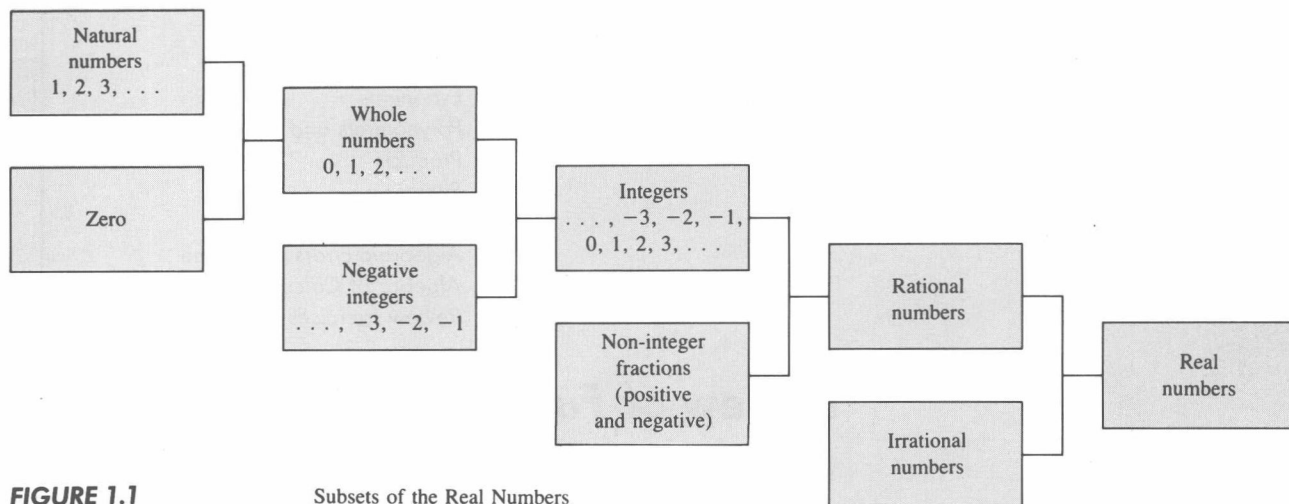 Natural
numbers
1, 2, 3, . . .
Zero
Whole
numbers
0, 1, 2, . . .
Negative
integers
. . . , −3, −2, −1
Integers
. . . , −3, −2, −1,
0, 1, 2, 3, . . .
Non-integer
fractions
(positive
and negative)
Rational
numbers
Irrational
numbers
Real
numbers
FIGURE 1.1 Subsets of the Real Numbers